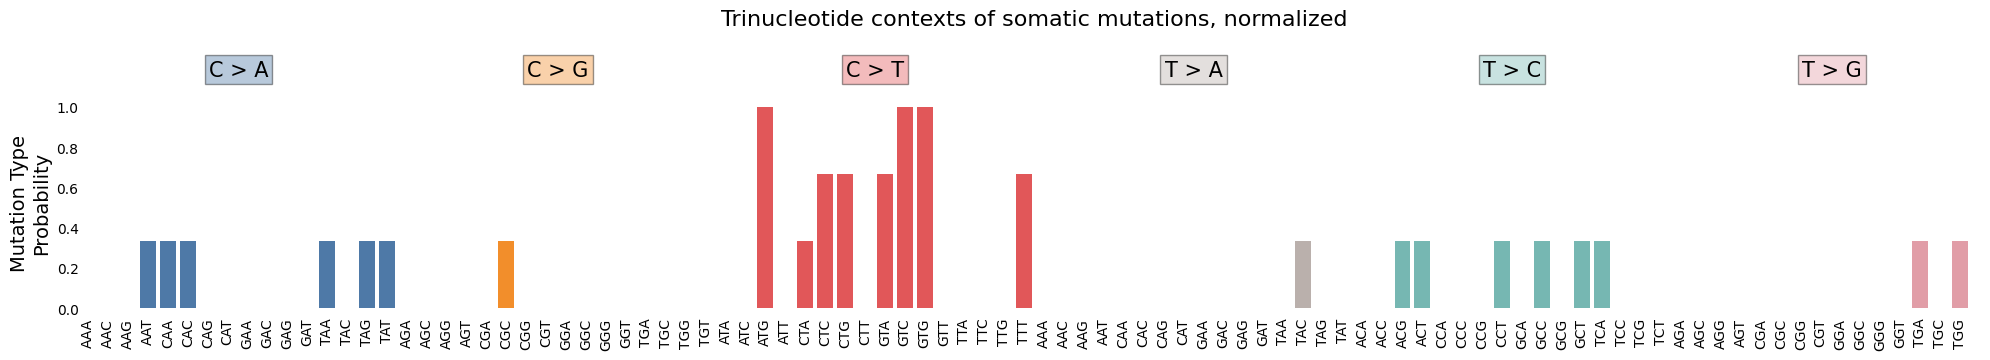 Trinucleotide contexts of somatic mutations, normalized
C > A
C > G
C > T
T > A
T > C
T > G
Mutation Type
Probability
1.0
0.8
0.6
0.4
0.2
0.0
AAA
AAC
AAG
AAT
CAA
CAC
CAG
CAT
GAA
GAC
GAG
GAT
TAA
TAC
TAG
TAT
AGA
AGC
AGG
AGT
CGA
CGC
CGG
CGT
GGA
GGC
GGG
GGT
TGA
TGC
TGG
TGT
ATA
ATC
ATG
ATT
CTA
CTC
CTG
CTT
GTA
GTC
GTG
GTT
TTA
TTC
TTG
TTT
AAA
AAC
AAG
AAT
CAA
CAC
CAG
CAT
GAA
GAC
GAG
GAT
TAA
TAC
TAG
TAT
ACA
ACC
ACG
ACT
CCA
CCC
CCG
CCT
GCA
GCC
GCG
GCT
TCA
TCC
TCG
TCT
AGA
AGC
AGG
AGT
CGA
CGC
CGG
CGT
GGA
GGC
GGG
GGT
TGA
TGC
TGG